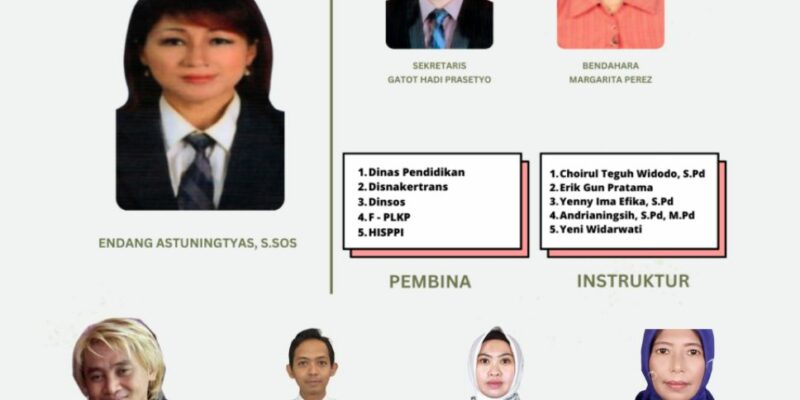 SEKRETARIS
GATOT HADI PRASETYO
BENDAHARA
MARGARITA PEREZ
ENDANG ASTUNINGTYAS, S.SOS
1. Dinas Pendidikan
2. Disnakertrans
3. Dinsos
4. F - PLKP
5. HISPPI
PEMBINA
1. Choirul Teguh Widodo, S.Pd
2. Erik Gun Pratama
3. Yenny Ima Efika, S.Pd
4. Andrianingsih, S.Pd, M.Pd
5. Yeni Widarwati
INSTRUKTUR